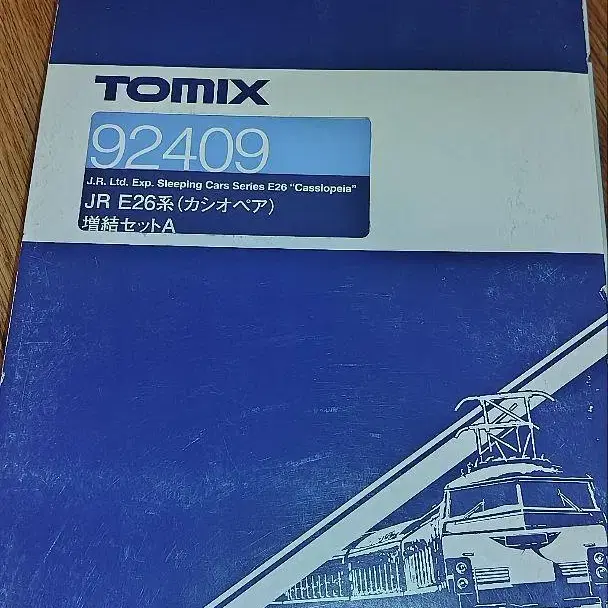 TOMIX
92409
J.R. Ltd. Exp. Sleeping Cars Series E26 "Cassiopeia"
JR E26系(カシオペア)
増結セットA